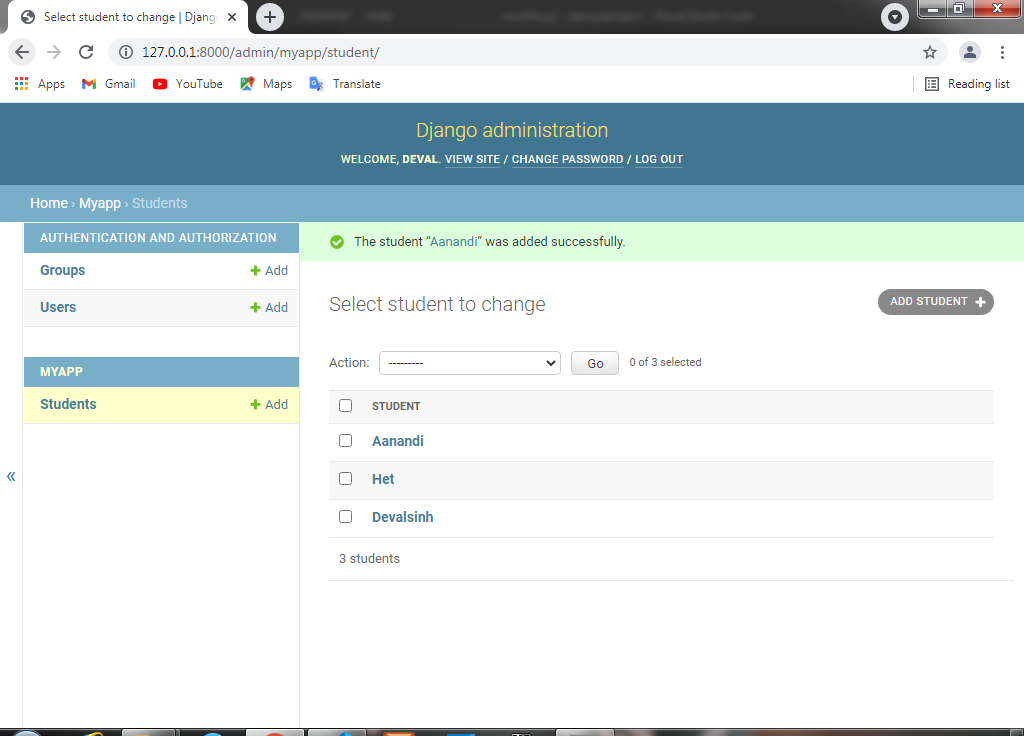 Select student to change | Djang
127.0.0.1:8000/admin/myapp/student/
Apps Gmail YouTube Maps Translate Reading list
Django administration
WELCOME, DEVAL. VIEW SITE / CHANGE PASSWORD / LOG OUT
Home › Myapp › Students
AUTHENTICATION AND AUTHORIZATION
Groups + Add
Users + Add
MYAPP
Students + Add
«
The student “Aanandi” was added successfully.
Select student to change
ADD STUDENT +
Action: --------- Go 0 of 3 selected
STUDENT
Aanandi
Het
Devalsinh
3 students